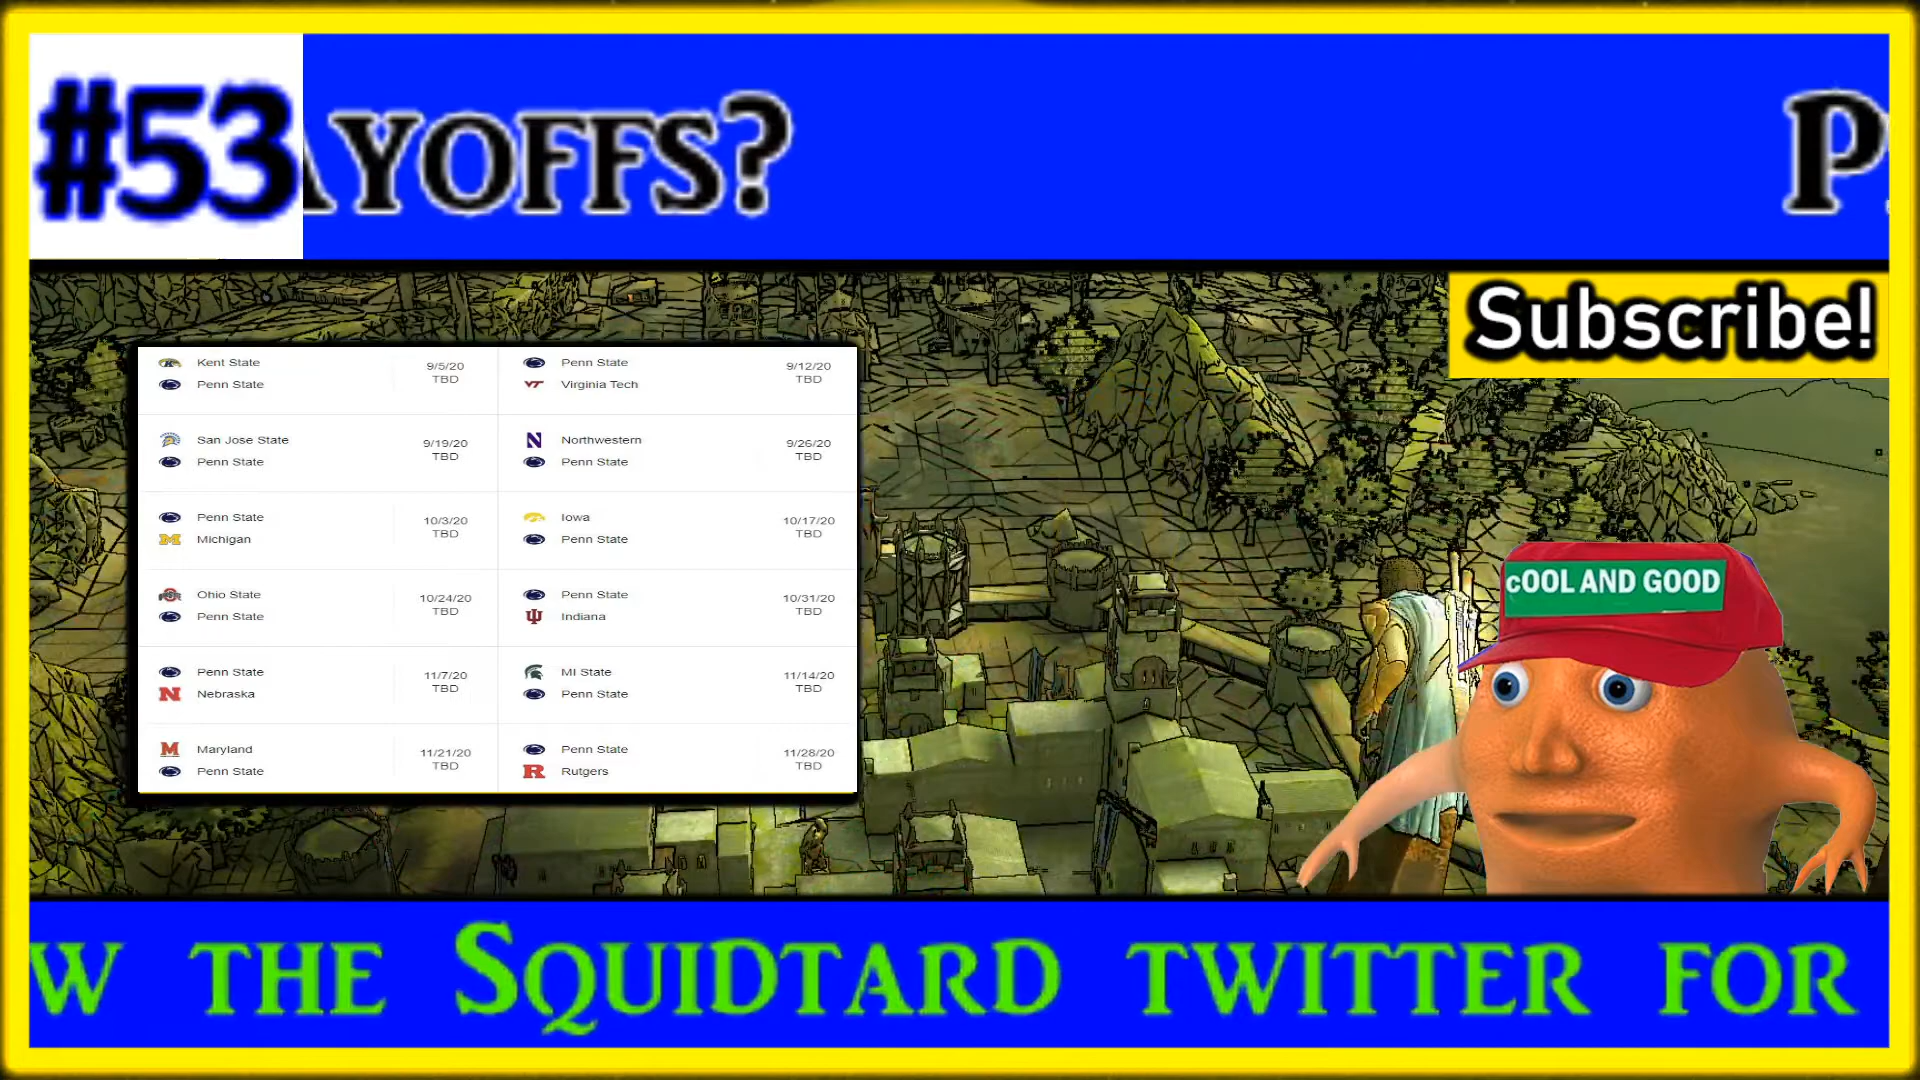 #53
AYOFFS?
P
Subscribe!
Kent State
Penn State
9/5/20
TBD
Penn State
Virginia Tech
9/12/20
TBD
San Jose State
Penn State
9/19/20
TBD
Northwestern
Penn State
9/26/20
TBD
Penn State
Michigan
10/3/20
TBD
Iowa
Penn State
10/17/20
TBD
Ohio State
Penn State
10/24/20
TBD
Penn State
Indiana
10/31/20
TBD
Penn State
Nebraska
11/7/20
TBD
MI State
Penn State
11/14/20
TBD
Maryland
Penn State
11/21/20
TBD
Penn State
Rutgers
11/28/20
TBD
cOOL AND GOOD
W THE SQUIDTARD TWITTER FOR